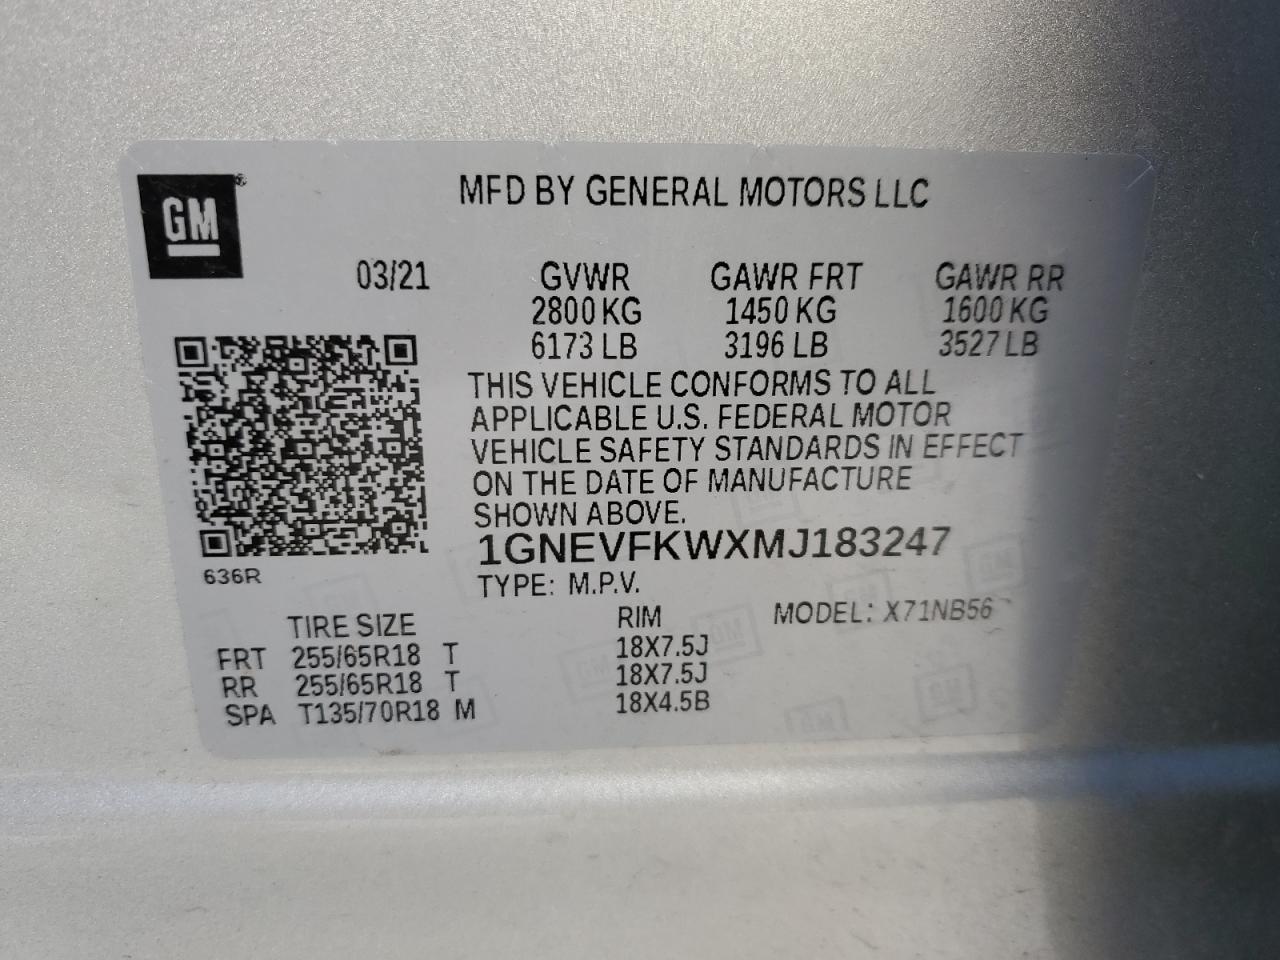 GM®
MFD BY GENERAL MOTORS LLC
03/21 GVWR GAWR FRT GAWR RR
2800 KG 1450 KG 1600 KG
6173 LB 3196 LB 3527 LB
THIS VEHICLE CONFORMS TO ALL
APPLICABLE U.S. FEDERAL MOTOR
VEHICLE SAFETY STANDARDS IN EFFECT
ON THE DATE OF MANUFACTURE
SHOWN ABOVE.
1GNEVFKWXMJ183247
636R
TYPE: M.P.V.
TIRE SIZE RIM MODEL: X71NB56
FRT 255/65R18 T 18X7.5J
RR 255/65R18 T 18X7.5J
SPA T135/70R18 M 18X4.5B